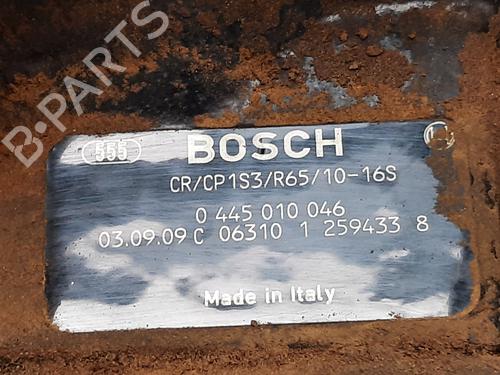 B-PARTS
555 BOSCH
CR/CP1S3/R65/10-16S
0 445 010 046
03.09.09 C 06310 1 259433 8
Made in Italy